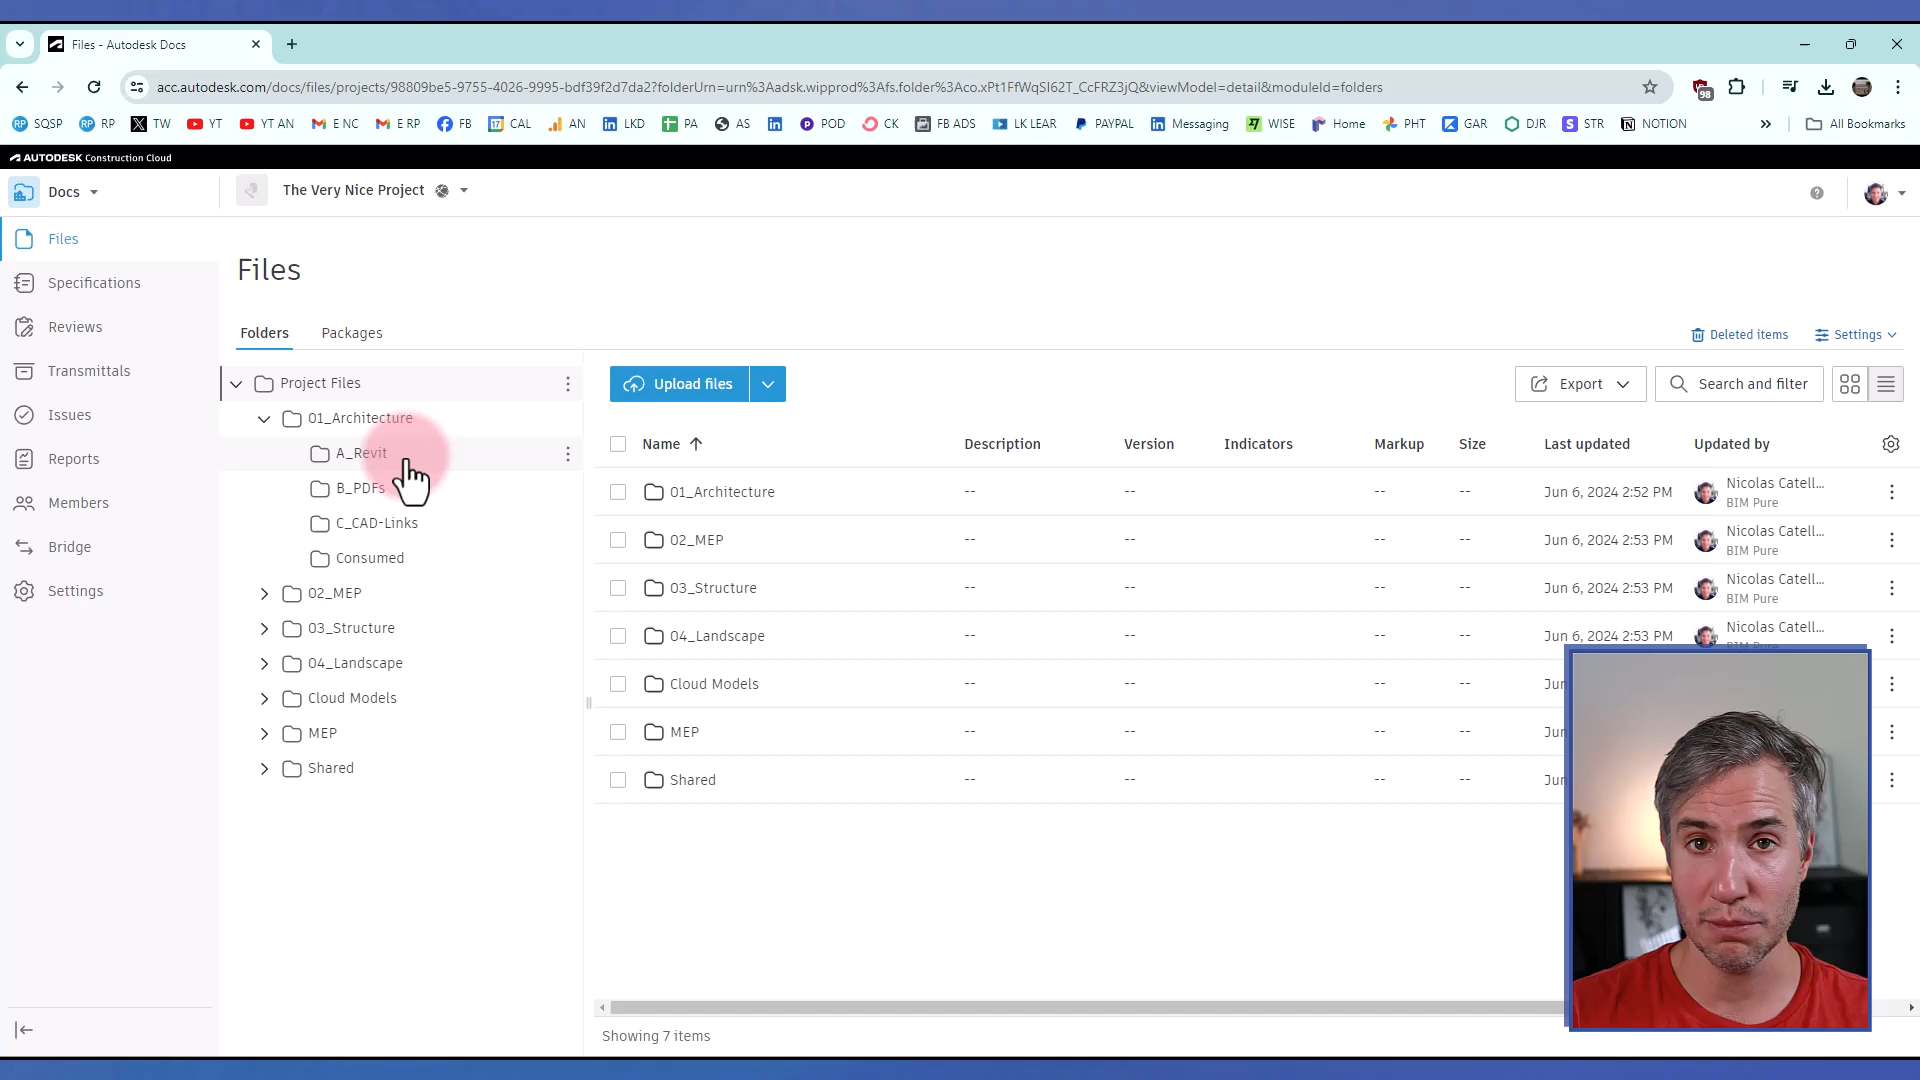 Files - Autodesk Docs
acc.autodesk.com/docs/files/projects/98809be5-9755-4026-9995-bdf39f2d7da2?folderUrn=urn%3Aadsk.wipprod%3Afs.folder%3Aco.xPt1FfWqSI62T_CcFRZ3jQ&viewModel=detail&moduleId=folders
98
SQSP RP TW YT YT AN E NC E RP FB CAL AN LKD PA AS POD CK FB ADS LK LEAR PAYPAL Messaging WISE Home PHT GAR DJR STR NOTION » All Bookmarks
AUTODESK Construction Cloud
Docs
The Very Nice Project
Files
Specifications
Reviews
Transmittals
Issues
Reports
Members
Bridge
Settings
Files
Folders Packages
Deleted items Settings
Project Files
01_Architecture
A_Revit
B_PDFs
C_CAD-Links
Consumed
02_MEP
03_Structure
04_Landscape
Cloud Models
MEP
Shared
Upload files Export Search and filter
Name Description Version Indicators Markup Size Last updated Updated by
01_Architecture -- -- -- -- Jun 6, 2024 2:52 PM Nicolas Catell...
BIM Pure
02_MEP -- -- -- -- Jun 6, 2024 2:53 PM Nicolas Catell...
BIM Pure
03_Structure -- -- -- -- Jun 6, 2024 2:53 PM Nicolas Catell...
BIM Pure
04_Landscape -- -- -- -- Jun 6, 2024 2:53 PM Nicolas Catell...
Cloud Models -- -- -- -- Jun
MEP -- -- -- -- Jun
Shared -- -- -- -- Jun
Showing 7 items